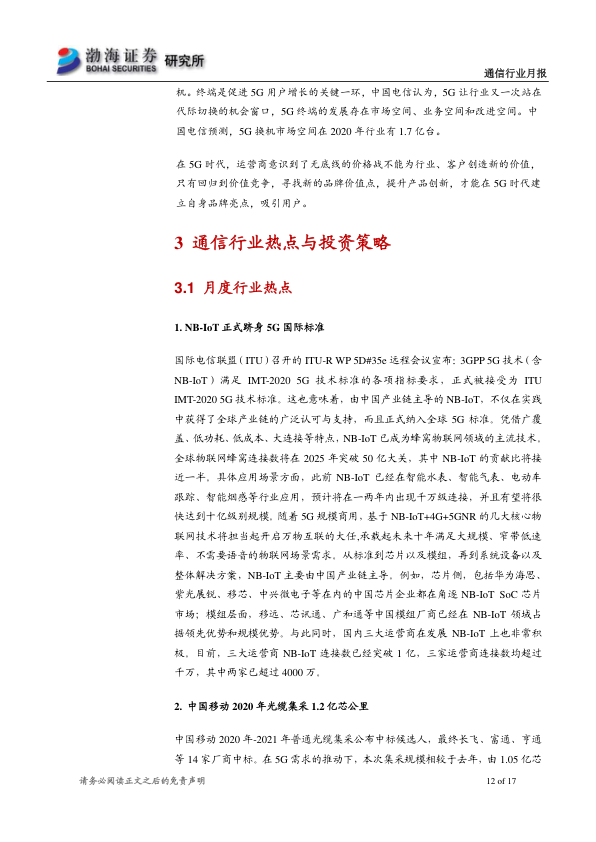 渤海证券
BOHAI SECURITIES
研究所
通信行业月报
机。终端是促进 5G 用户增长的关键一环，中国电信认为，5G 让行业又一次站在
代际切换的机会窗口，5G 终端的发展存在市场空间、业务空间和改进空间。中
国电信预测，5G 换机市场空间在 2020 年行业有 1.7 亿台。
在 5G 时代，运营商意识到了无底线的价格战不能为行业、客户创造新的价值，
只有回归到价值竞争，寻找新的品牌价值点，提升产品创新，才能在 5G 时代建
立自身品牌亮点，吸引用户。
3 通信行业热点与投资策略
3.1 月度行业热点
1. NB-IoT 正式跻身 5G 国际标准
国际电信联盟（ITU）召开的 ITU-R WP 5D#35e 远程会议宣布：3GPP 5G 技术（含
NB-IoT）满足 IMT-2020 5G 技术标准的各项指标要求，正式被接受为 ITU
IMT-2020 5G 技术标准。这也意味着，由中国产业链主导的 NB-IoT，不仅在实践
中获得了全球产业链的广泛认可与支持，而且正式纳入全球 5G 标准。凭借广覆
盖、低功耗、低成本、大连接等特点，NB-IoT 已成为蜂窝物联网领域的主流技术。
全球物联网蜂窝连接数将在 2025 年突破 50 亿大关，其中 NB-IoT 的贡献比将接
近一半。具体应用场景方面，此前 NB-IoT 已经在智能水表、智能气表、电动车
跟踪、智能烟感等行业应用，预计将在一两年内出现千万级连接，并且有望将很
快达到十亿级别规模。随着 5G 规模商用，基于 NB-IoT+4G+5GNR 的几大核心物
联网技术将担当起开启万物互联的大任,承载起未来十年满足大规模、窄带低速
率、不需要语音的物联网场景需求。从标准到芯片以及模组，再到系统设备以及
整体解决方案，NB-IoT 主要由中国产业链主导。例如，芯片侧，包括华为海思、
紫光展锐、移芯、中兴微电子等在内的中国芯片企业都在角逐 NB-IoT SoC 芯片
市场；模组层面，移远、芯讯通、广和通等中国模组厂商已经在 NB-IoT 领域占
据领先优势和规模优势。与此同时，国内三大运营商在发展 NB-IoT 上也非常积
极。目前，三大运营商 NB-IoT 连接数已经突破 1 亿，三家运营商连接数均超过
千万，其中两家已超过 4000 万。
2. 中国移动 2020 年光缆集采 1.2 亿芯公里
中国移动 2020 年-2021 年普通光缆集采公布中标候选人，最终长飞、富通、亨通
等 14 家厂商中标。在 5G 需求的推动下，本次集采规模相较于去年，由 1.05 亿芯
请务必阅读正文之后的免责声明
12 of 17